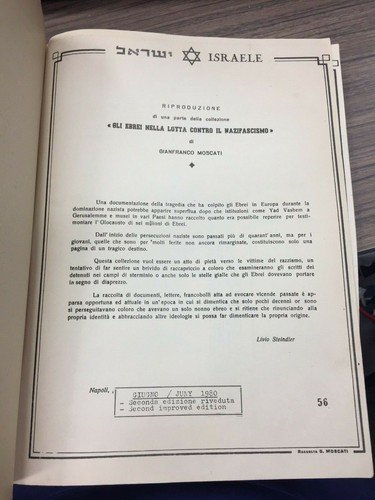 ישראל ISRAELE
RIPRODUZIONE
di una parte della collezione
« GLI EBREI NELLA LOTTA CONTRO IL NAZIFASCISMO »
di
GIANFRANCO MOSCATI
Una documentazione della tragedia che ha colpito gli Ebrei in Europa durante la
dominazione nazista potrebbe apparire superflua dopo che istituzioni come Yad Vashem a
Gerusalemme e musei in vari Paesi hanno raccolto quanto era possibile reperire per testi-
moniare l'Olocausto di sei milioni di Ebrei.
Dall'inizio delle persecuzioni naziste sono passati più di quarant'anni, ma per i
giovani, quelle che sono per molti ferite non ancora rimarginate, costituiscono solo una
pagina di un tragico destino.
Questa collezione vuol essere un atto di pietà verso le vittime del razzismo, un
tentativo di far sentire un brivido di raccapriccio a coloro che esamineranno gli scritti dei
detenuti nei campi di sterminio o anche solo le stelle gialle che gli Ebrei dovevano portare
in segno di disprezzo.
La raccolta di documenti, lettere, francobolli atta ad evocare vicende passate è ap-
parsa opportuna ed attuale in un'epoca in cui si dimentica che solo pochi decenni or sono
si perseguitavano coloro che avevano un solo nonno ebreo e si ritiene che rinunciando alla
propria identità e abbracciando altre ideologie si possa far dimenticare la propria origine.
Livio Steindler
Napoli,
GIUGNO / JUNY 1980
- Seconda edizione riveduta
- Second improved edition
56
RACCOLTA G. MOSCATI